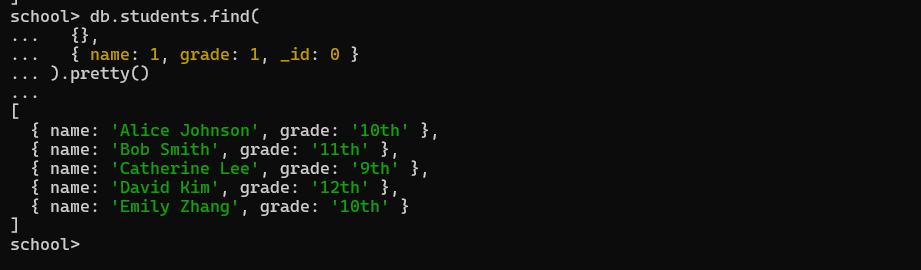 ]
school> db.students.find(
...   {},
...   { name: 1, grade: 1, _id: 0 }
... ).pretty()
...
[
  { name: 'Alice Johnson', grade: '10th' },
  { name: 'Bob Smith', grade: '11th' },
  { name: 'Catherine Lee', grade: '9th' },
  { name: 'David Kim', grade: '12th' },
  { name: 'Emily Zhang', grade: '10th' }
]
school>